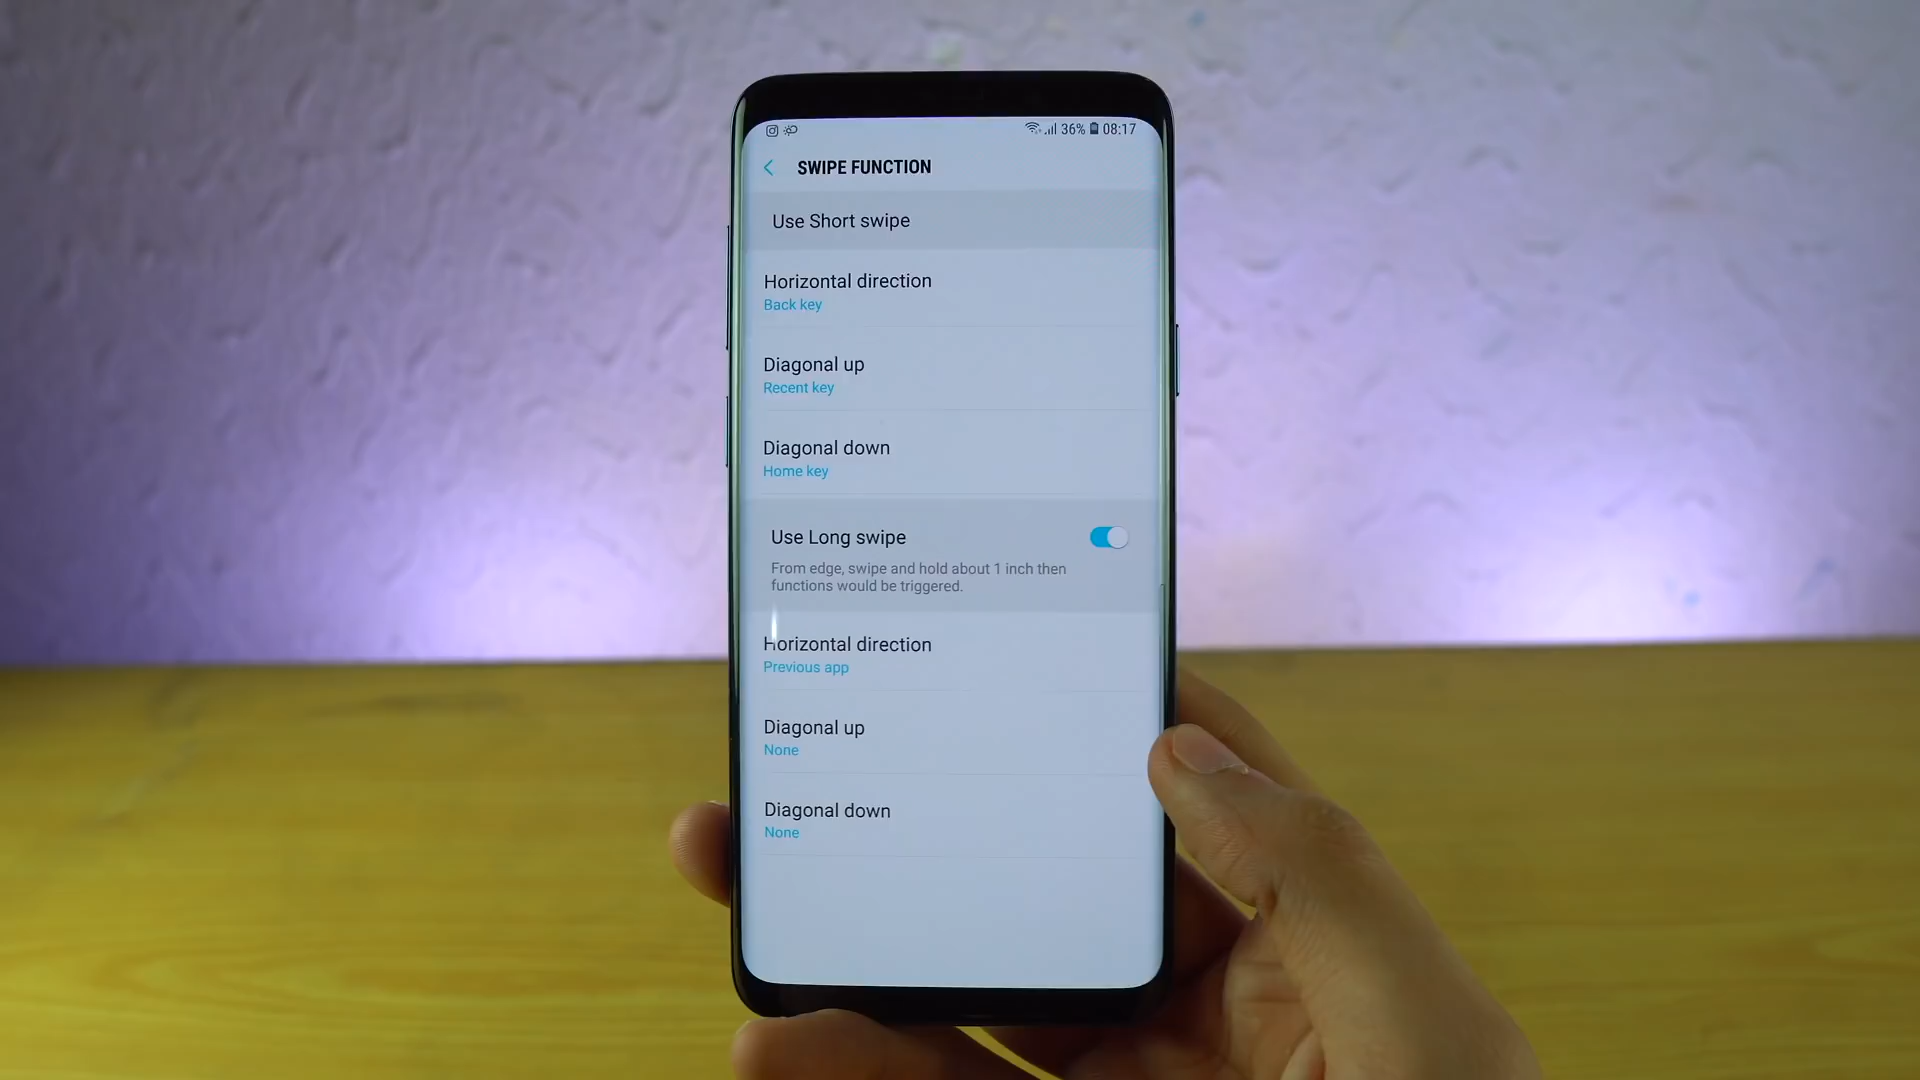 36% 08:17
SWIPE FUNCTION
Use Short swipe
Horizontal direction
Back key
Diagonal up
Recent key
Diagonal down
Home key
Use Long swipe
From edge, swipe and hold about 1 inch then
functions would be triggered.
Horizontal direction
Previous app
Diagonal up
None
Diagonal down
None